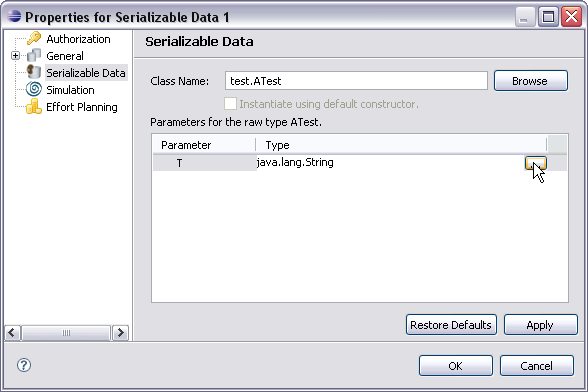 Properties for Serializable Data 1
Authorization
General
Serializable Data
Simulation
Effort Planning
Serializable Data
Class Name:
test.ATest
Browse
Instantiate using default constructor.
Parameters for the raw type ATest.
Parameter Type
T java.lang.String
...
Restore Defaults Apply
? OK Cancel